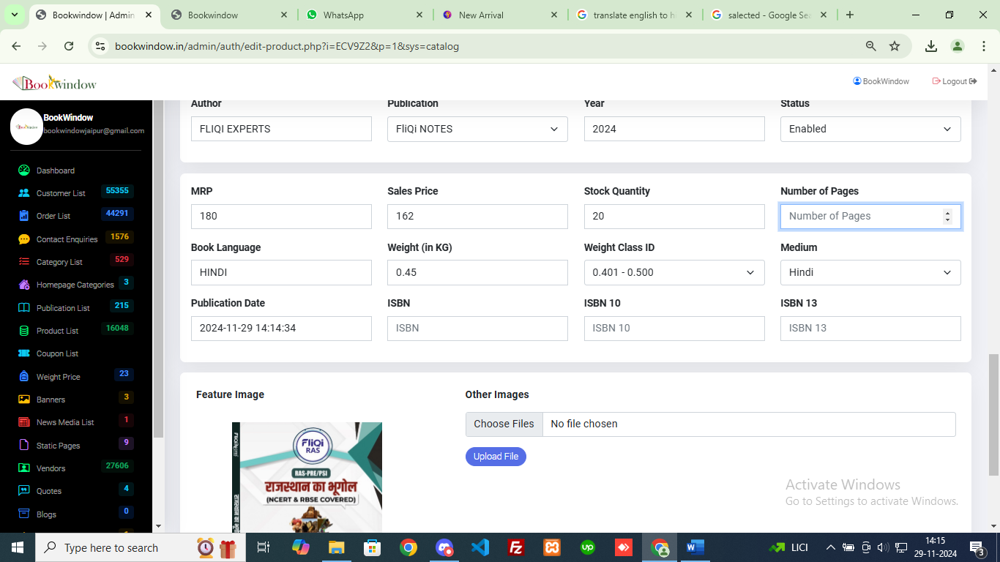 Bookwindow | Admin
Bookwindow
WhatsApp
New Arrival
translate english to h
salected - Google Sea
bookwindow.in/admin/auth/edit-product.php?i=ECV9Z2&p=1&sys=catalog
Bookwindow
BookWindow
Logout
BookWindow
bookwindowjaipur@gmail.com
Dashboard
Customer List 55355
Order List 44291
Contact Enquiries 1576
Category List 529
Homepage Categories 3
Publication List 215
Product List 16048
Coupon List
Weight Price 23
Banners 3
News Media List 1
Static Pages 9
Vendors 27606
Quotes 4
Blogs 0
Author Publication Year Status
FLIQI EXPERTS FliQi NOTES 2024 Enabled
MRP Sales Price Stock Quantity Number of Pages
180 162 20 Number of Pages
Book Language Weight (in KG) Weight Class ID Medium
HINDI 0.45 0.401 - 0.500 Hindi
Publication Date ISBN ISBN 10 ISBN 13
2024-11-29 14:14:34 ISBN ISBN 10 ISBN 13
Feature Image Other Images
Choose Files No file chosen
Upload File
FliQi
RAS
RAS-PRE/PSI
राजस्थान का भूगोल
(NCERT & RBSE COVERED)
Activate Windows
Go to Settings to activate Windows.
Type here to search
LICI
14:15
29-11-2024
3